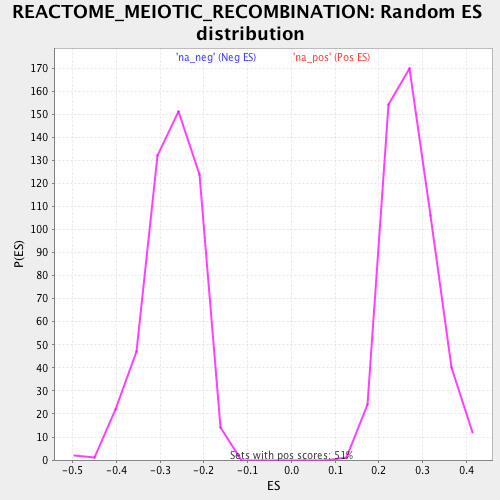 REACTOME_MEIOTIC_RECOMBINATION: Random ES
distribution
'na_neg' (Neg ES) 'na_pos' (Pos ES)
170
160
150
140
130
120
110
100
90
80
70
60
50
40
30
20
10
0
P(ES)
Sets with pos scores: 51%
-0.5 -0.4 -0.3 -0.2 -0.1 0.0 0.1 0.2 0.3 0.4
ES